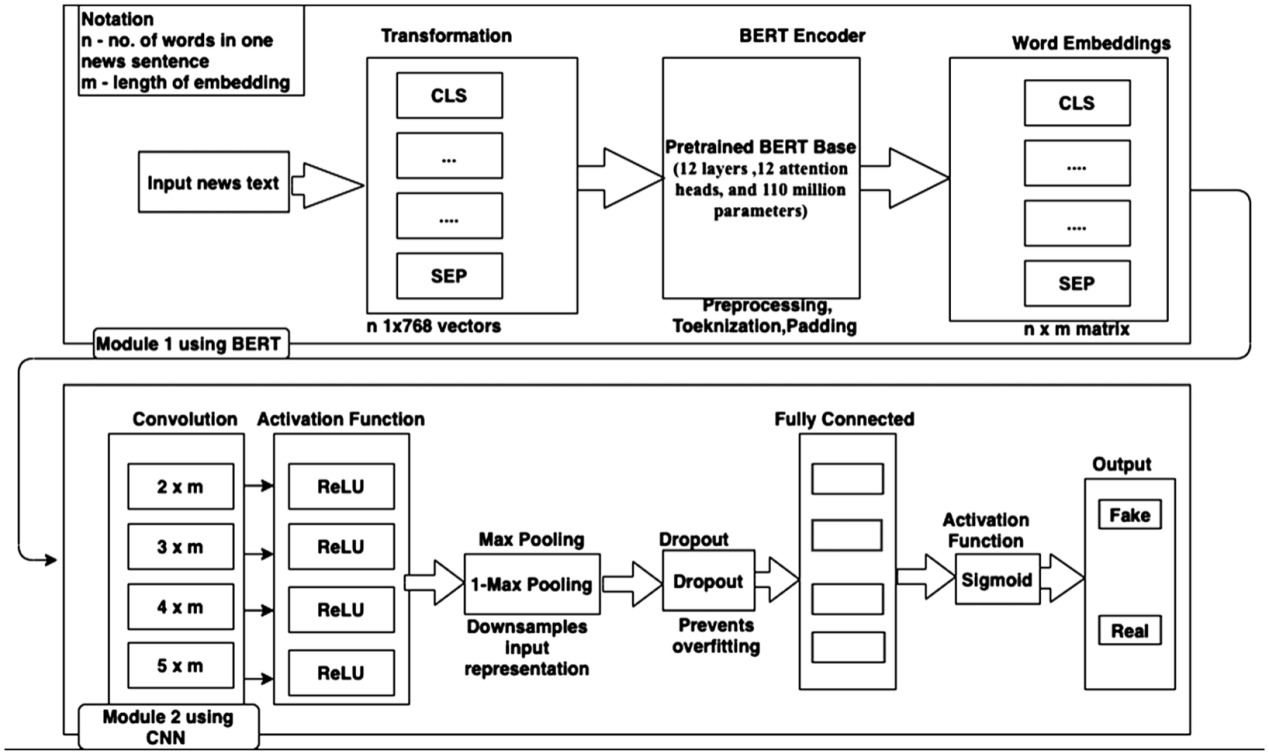 Notation
n - no. of words in one
news sentence
m - length of embedding
Input news text
Transformation
CLS
...
....
SEP
n 1x768 vectors
BERT Encoder
Pretrained BERT Base
(12 layers ,12 attention
heads, and 110 million
parameters)
Preprocessing,
Toeknization,Padding
Word Embeddings
CLS
....
....
SEP
n x m matrix
Module 1 using BERT
Convolution
2 x m
3 x m
4 x m
5 x m
Activation Function
ReLU
ReLU
ReLU
ReLU
Max Pooling
1-Max Pooling
Downsamples
input
representation
Dropout
Dropout
Prevents
overfitting
Fully Connected
Activation
Function
Sigmoid
Output
Fake
Real
Module 2 using
CNN